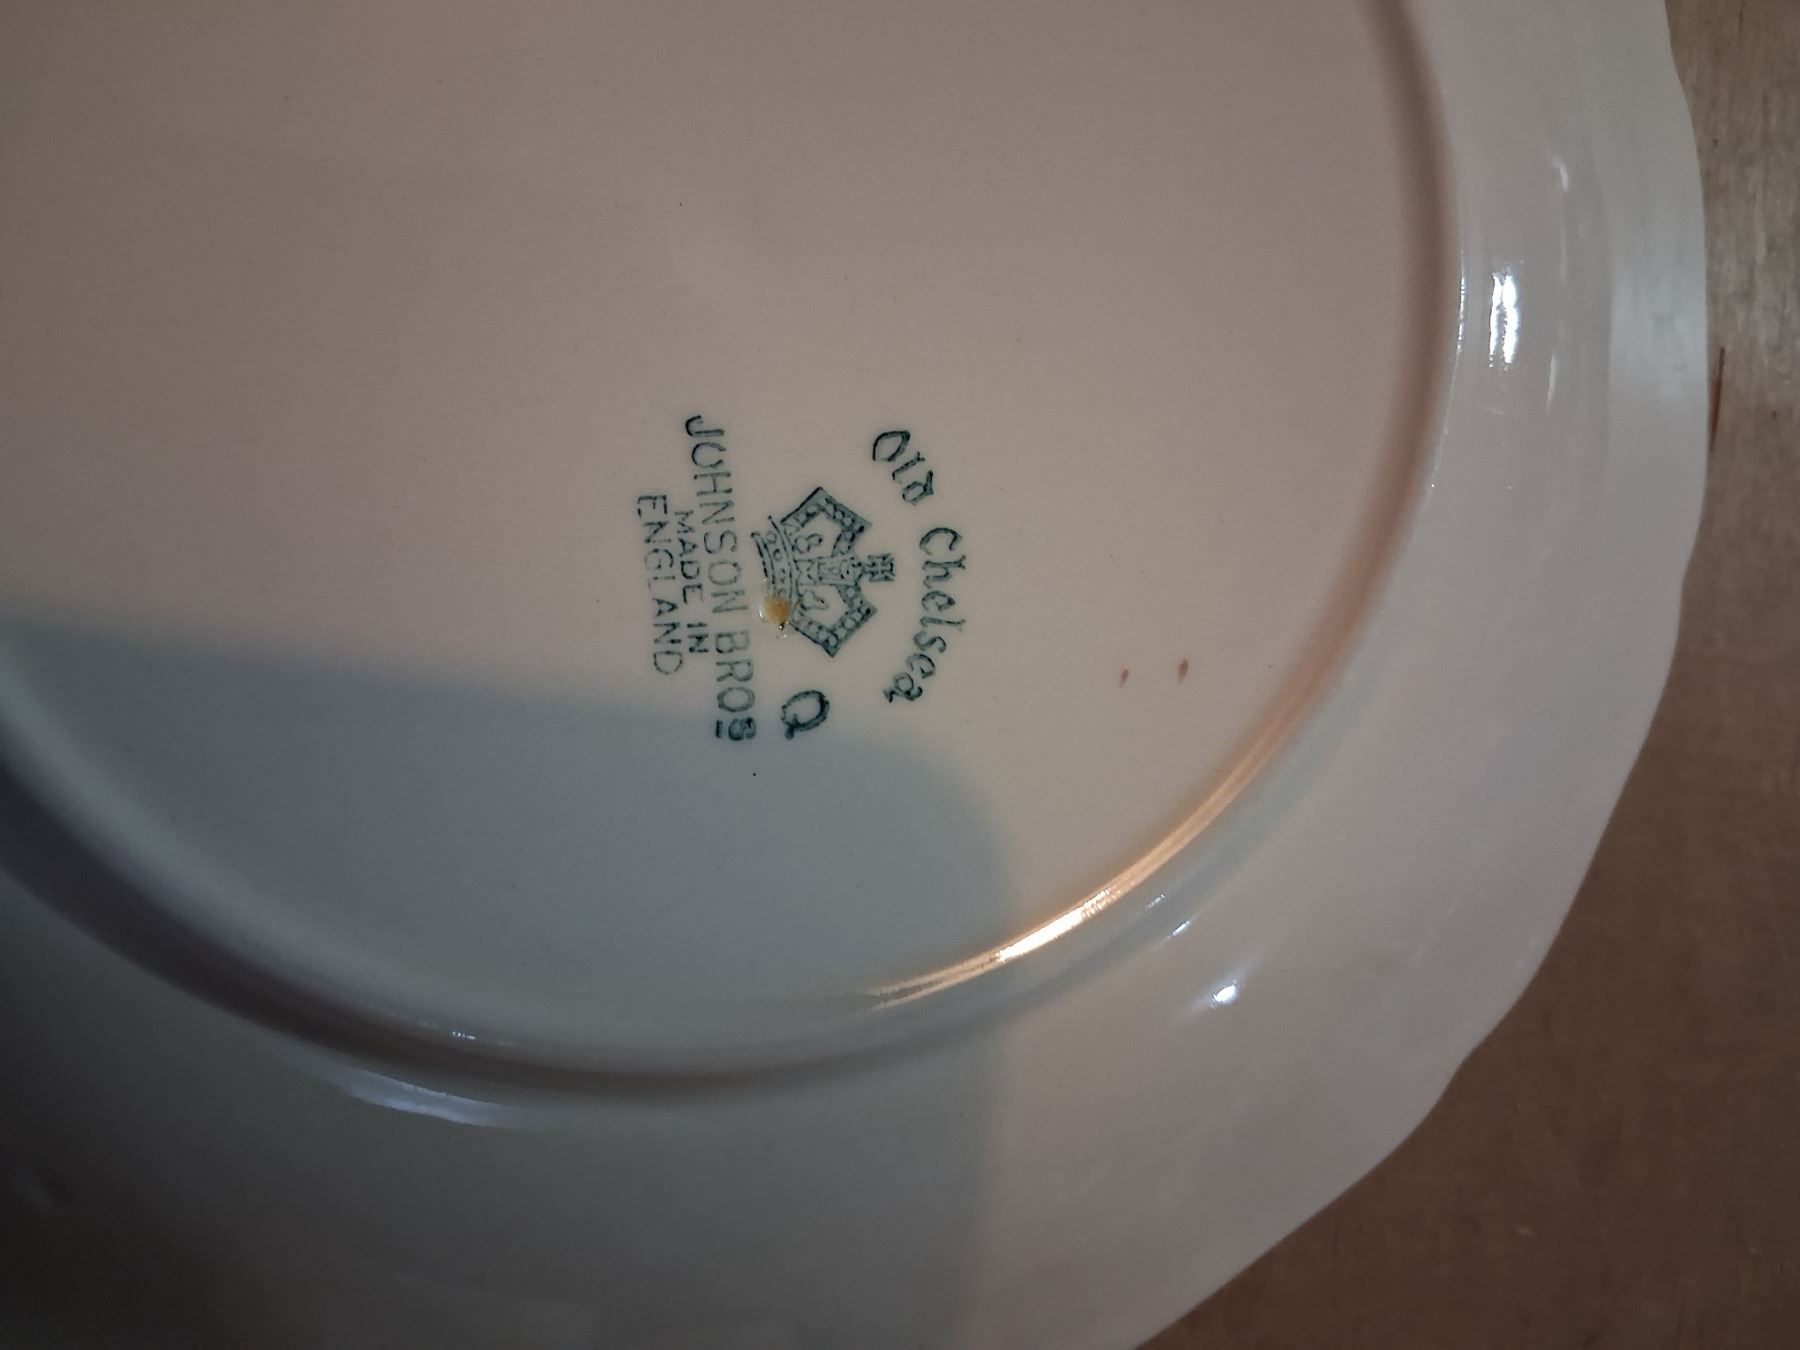 Old Chelsea
Q
JOHNSON BROS
MADE IN
ENGLAND